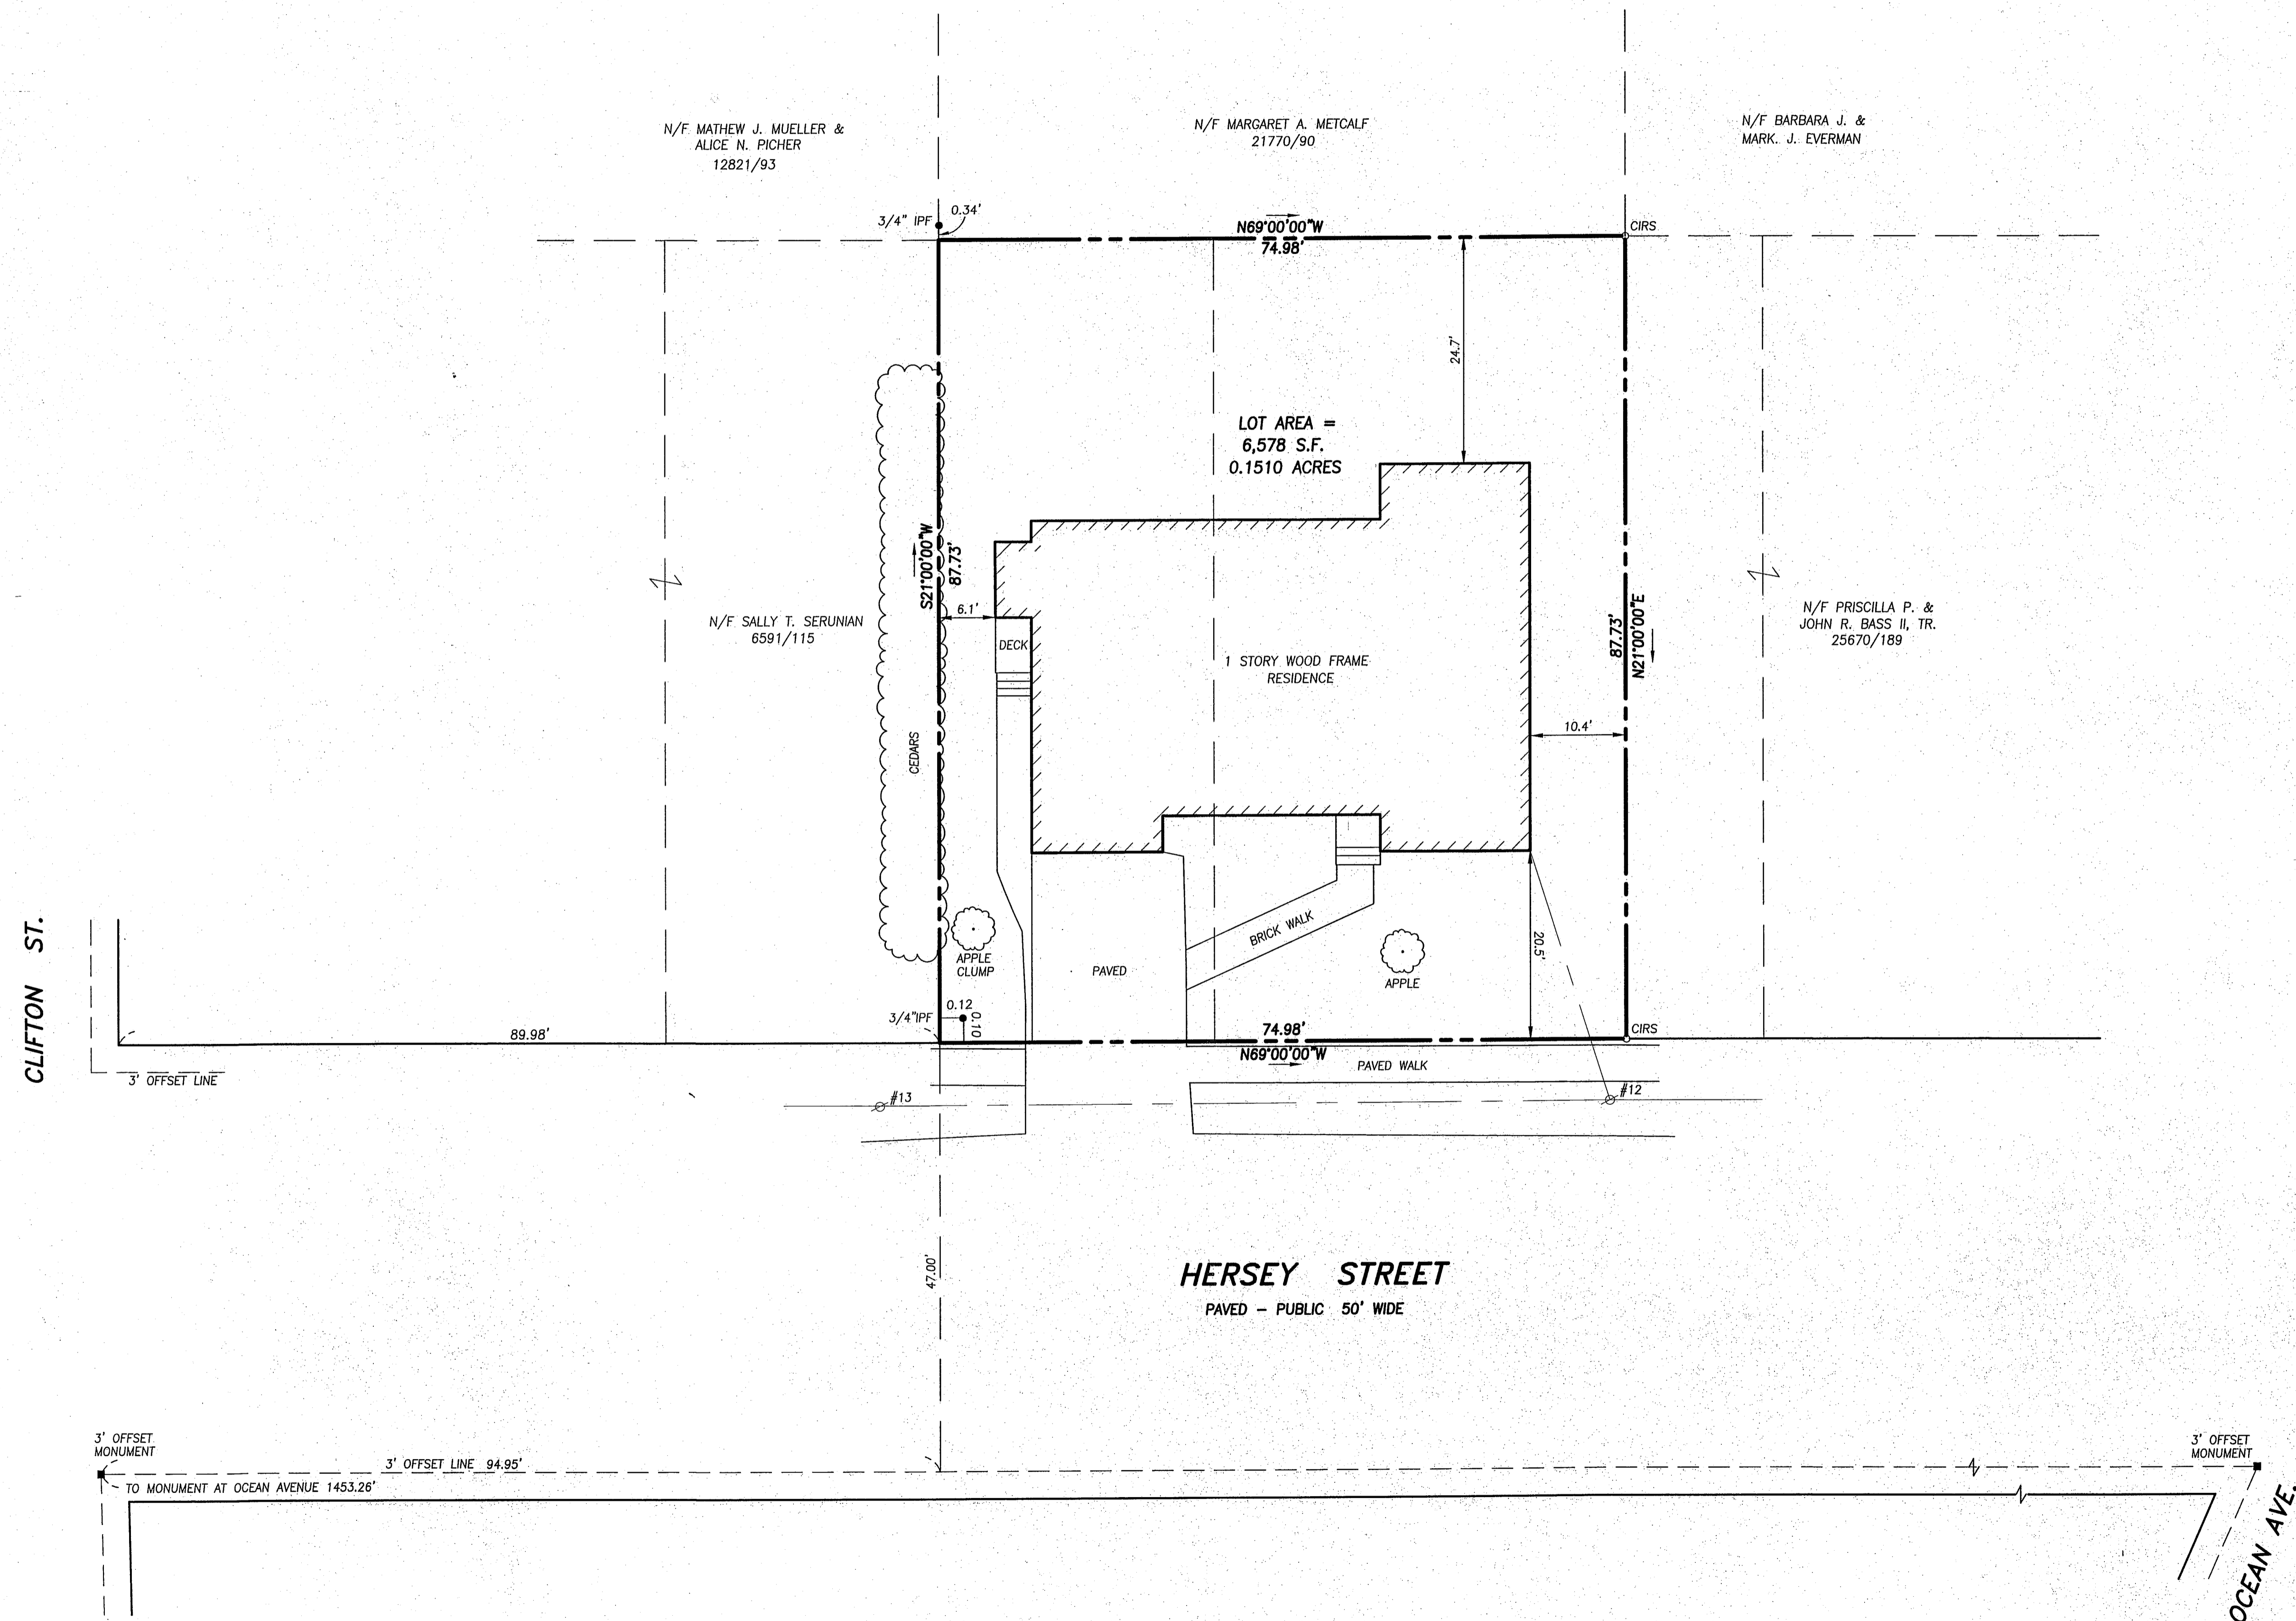 N/F MATHEW J. MUELLER &
ALICE N. PICHER
12821/93
N/F MARGARET A. METCALF
21770/90
N/F BARBARA J. &
MARK. J. EVERMAN
3/4" IPF
0.34'
N69°00'00"W
74.98'
CIRS
24.7'
LOT AREA =
6,578 S.F.
0.1510 ACRES
S21°00'00"W
87.73'
6.1'
N/F SALLY T. SERUNIAN
6591/115
DECK
1 STORY WOOD FRAME
RESIDENCE
87.73'
N21°00'00"E
N/F PRISCILLA P. &
JOHN R. BASS II, TR.
25670/189
CEDARS
10.4'
BRICK WALK
20.5'
APPLE
CLUMP
PAVED
APPLE
CLIFTON ST.
3/4"IPF
0.12
0.10
89.98'
74.98'
N69°00'00"W
CIRS
3' OFFSET LINE
PAVED WALK
#13
#12
47.00'
HERSEY STREET
PAVED - PUBLIC 50' WIDE
3' OFFSET
MONUMENT
3' OFFSET LINE 94.95'
TO MONUMENT AT OCEAN AVENUE 1453.26'
3' OFFSET
MONUMENT
OCEAN AVE.